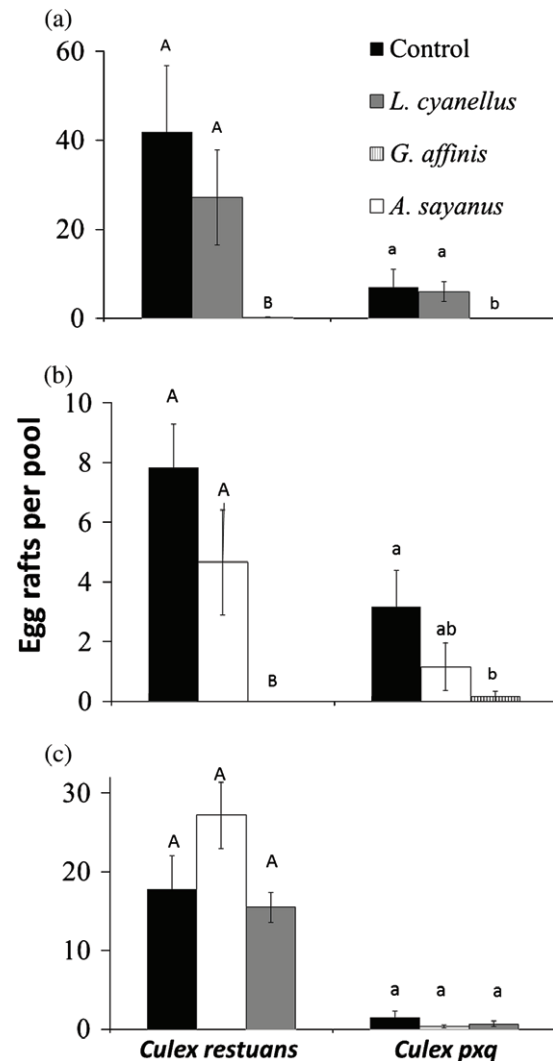 (a)
60
40
20
0
A
A
B
a
a
b
Control
L. cyanellus
G. affinis
A. sayanus
(b)
Egg rafts per pool
10
8
6
4
2
0
A
A
B
a
ab
b
(c)
30
20
10
0
A
A
A
a
a
a
Culex restuans
Culex pxq